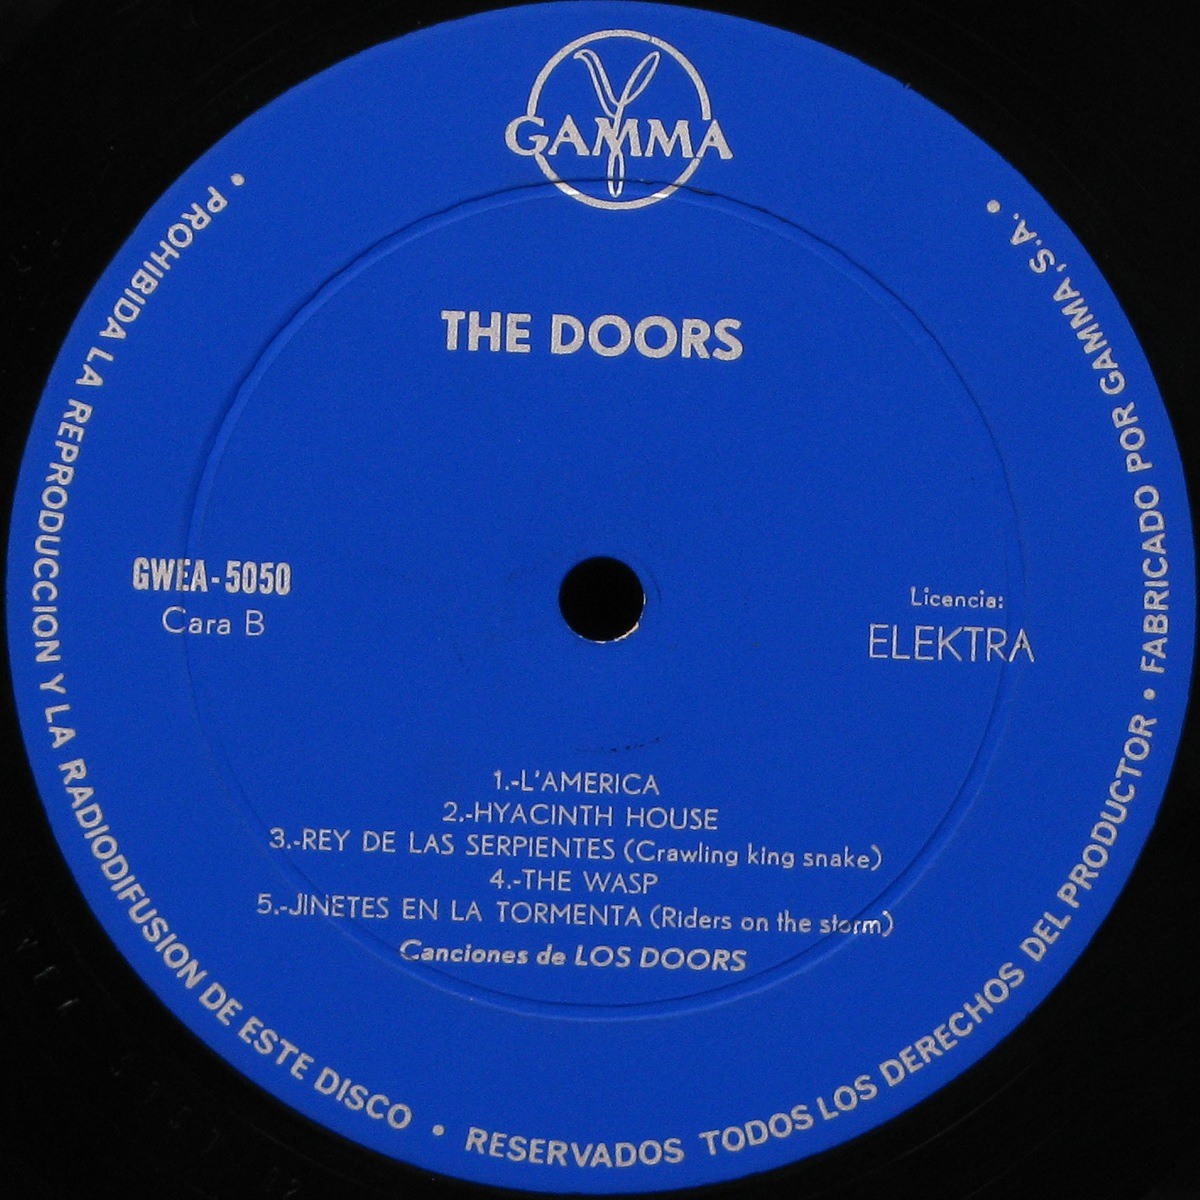 GAMMA
THE DOORS
GWEA-5050
Cara B
Licencia:
ELEKTRA
1.-L'AMERICA
2.-HYACINTH HOUSE
3.-REY DE LAS SERPIENTES (Crawling king snake)
4.-THE WASP
5.-JINETES EN LA TORMENTA (Riders on the storm)
Canciones de LOS DOORS
• PROHIBIDA LA REPRODUCCION Y LA RADIODIFUSION DE ESTE DISCO • RESERVADOS TODOS LOS DERECHOS DEL PRODUCTOR • FABRICADO POR GAMMA, S.A. •